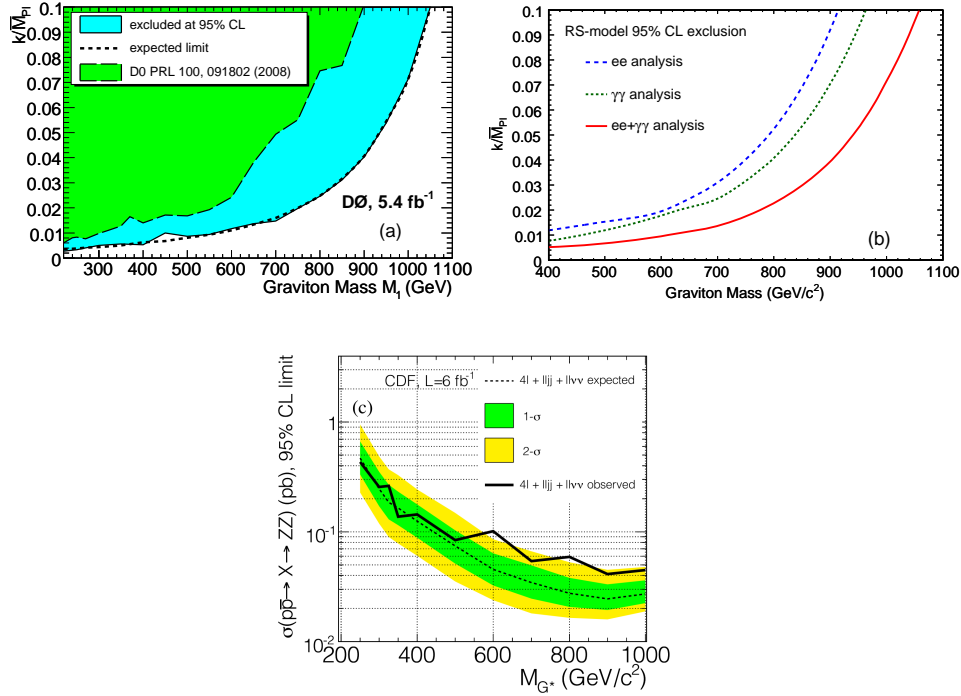 k/M̅Pl
0.1
0.09
0.08
0.07
0.06
0.05
0.04
0.03
0.02
0.01
0
excluded at 95% CL
expected limit
D0 PRL 100, 091802 (2008)
DØ, 5.4 fb-1
(a)
300 400 500 600 700 800 900 1000 1100
Graviton Mass M1 (GeV)
k/M̅Pl
0.1
0.09
0.08
0.07
0.06
0.05
0.04
0.03
0.02
0.01
0
RS-model 95% CL exclusion
ee analysis
γγ analysis
ee+γγ analysis
(b)
400 500 600 700 800 900 1000 1100
Graviton Mass (GeV/c2)
σ(pp̅→ X→ ZZ) (pb), 95% CL limit
1
10-1
10-2
CDF, L=6 fb-1
(c)
4l + lljj + llνν expected
1-σ
2-σ
4l + lljj + llνν observed
200 400 600 800 1000
MG* (GeV/c2)